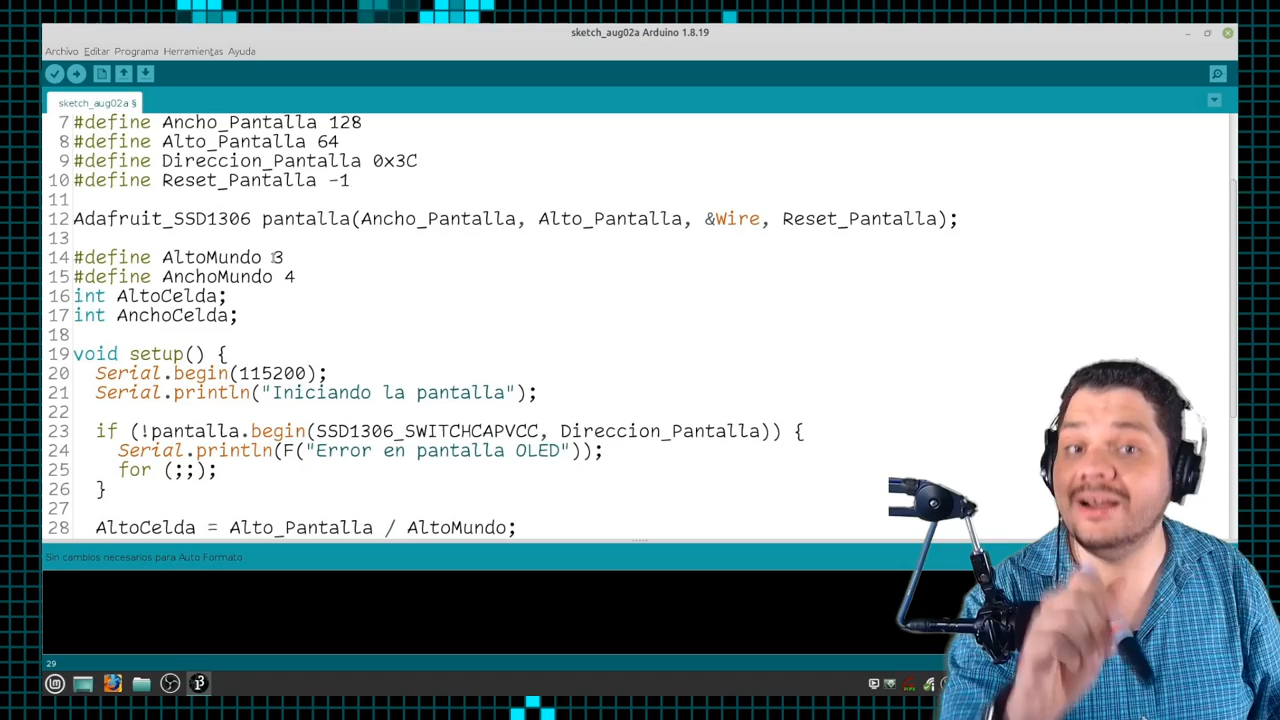 sketch_aug02a Arduino 1.8.19
Archivo Editar Programa Herramientas Ayuda
sketch_aug02a §
7 #define Ancho_Pantalla 128
8 #define Alto_Pantalla 64
9 #define Direccion_Pantalla 0x3C
10 #define Reset_Pantalla -1
11
12 Adafruit_SSD1306 pantalla(Ancho_Pantalla, Alto_Pantalla, &Wire, Reset_Pantalla);
13
14 #define AltoMundo 3
15 #define AnchoMundo 4
16 int AltoCelda;
17 int AnchoCelda;
18
19 void setup() {
20 Serial.begin(115200);
21 Serial.println("Iniciando la pantalla");
22
23 if (!pantalla.begin(SSD1306_SWITCHCAPVCC, Direccion_Pantalla)) {
24 Serial.println(F("Error en pantalla OLED"));
25 for (;;);
26 }
27
28 AltoCelda = Alto_Pantalla / AltoMundo;
Sin cambios necesarios para Auto Formato
29